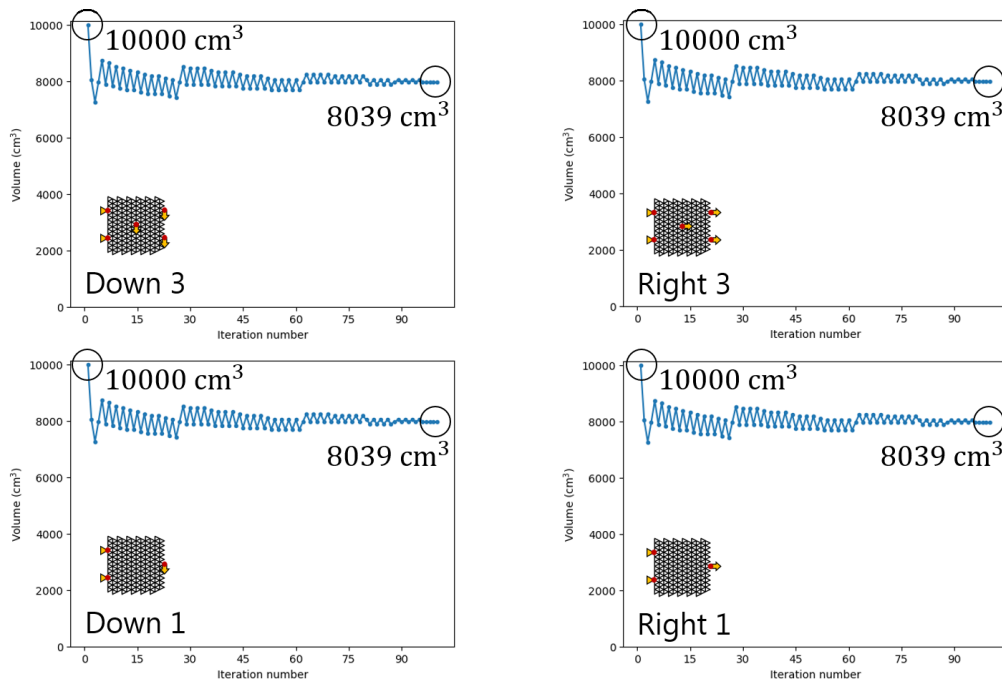 10000 cm³
8039 cm³
Down 3
Volume (cm³)
10000
8000
6000
4000
2000
0
0 15 30 45 60 75 90
Iteration number
10000 cm³
8039 cm³
Right 3
Volume (cm³)
10000
8000
6000
4000
2000
0
0 15 30 45 60 75 90
Iteration number
10000 cm³
8039 cm³
Down 1
Volume (cm³)
10000
8000
6000
4000
2000
0
0 15 30 45 60 75 90
Iteration number
10000 cm³
8039 cm³
Right 1
Volume (cm³)
10000
8000
6000
4000
2000
0
0 15 30 45 60 75 90
Iteration number